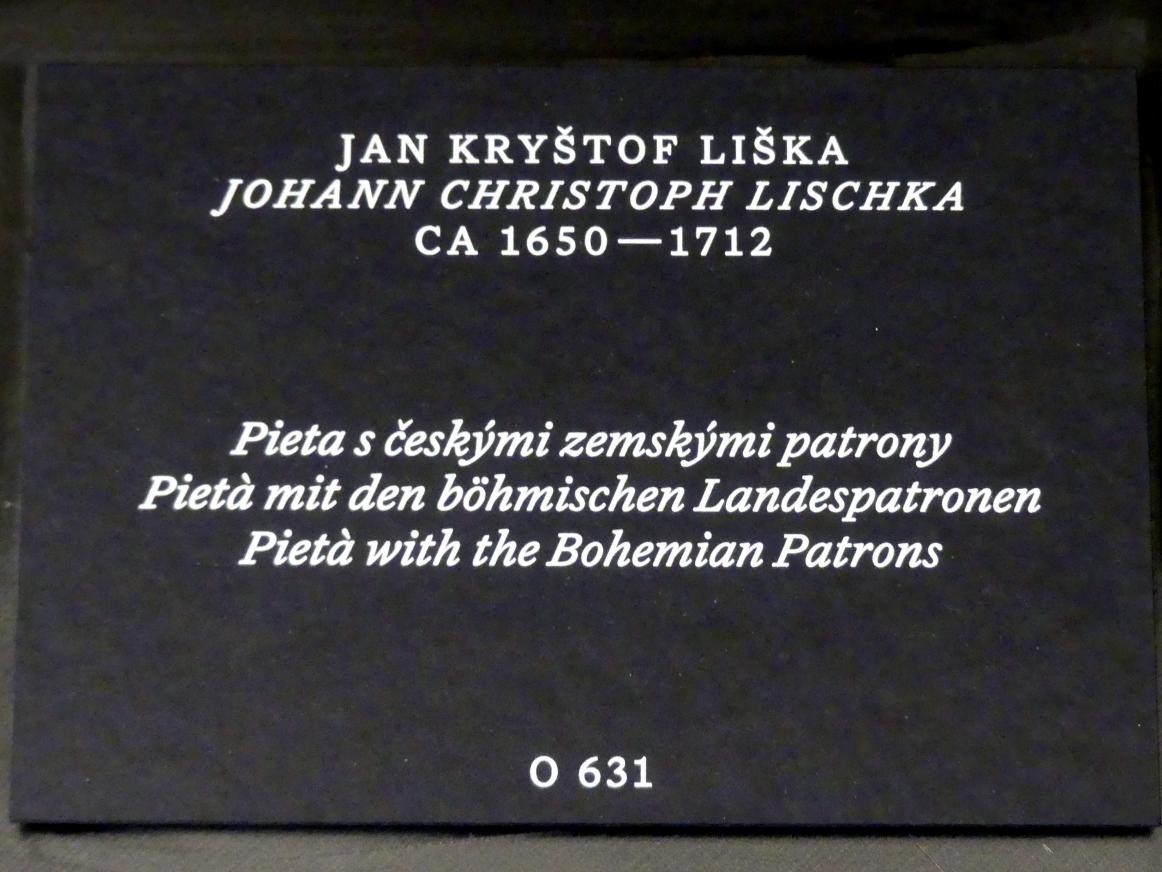 JAN KRYŠTOF LIŠKA
JOHANN CHRISTOPH LISCHKA
CA 1650—1712
Pieta s českými zemskými patrony
Pietà mit den böhmischen Landespatronen
Pietà with the Bohemian Patrons
O 631